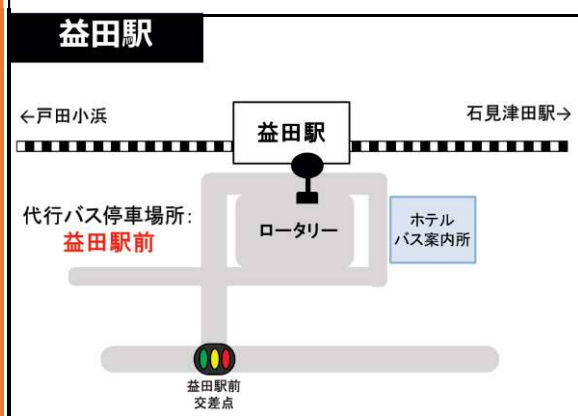 益田駅
←戸田小浜
石見津田駅→
益田駅
代行バス停車場所:
益田駅前
ロータリー
ホテル
バス案内所
益田駅前
交差点